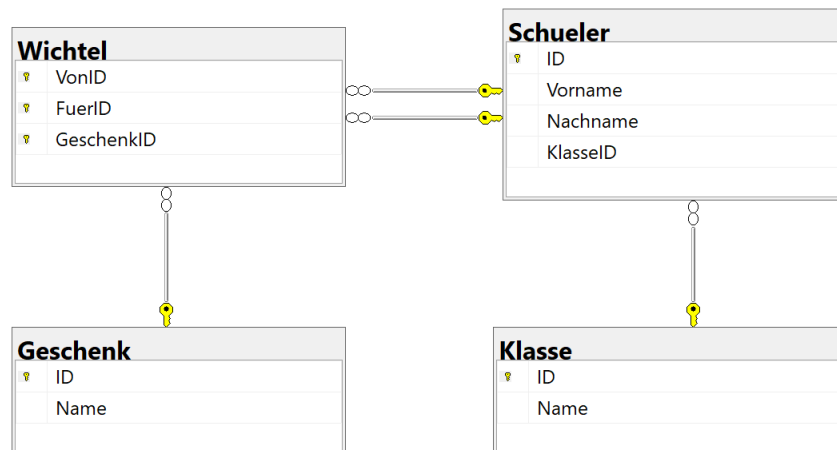 Wichtel
VonID
FuerID
GeschenkID
Schueler
ID
Vorname
Nachname
KlasseID
Geschenk
ID
Name
Klasse
ID
Name